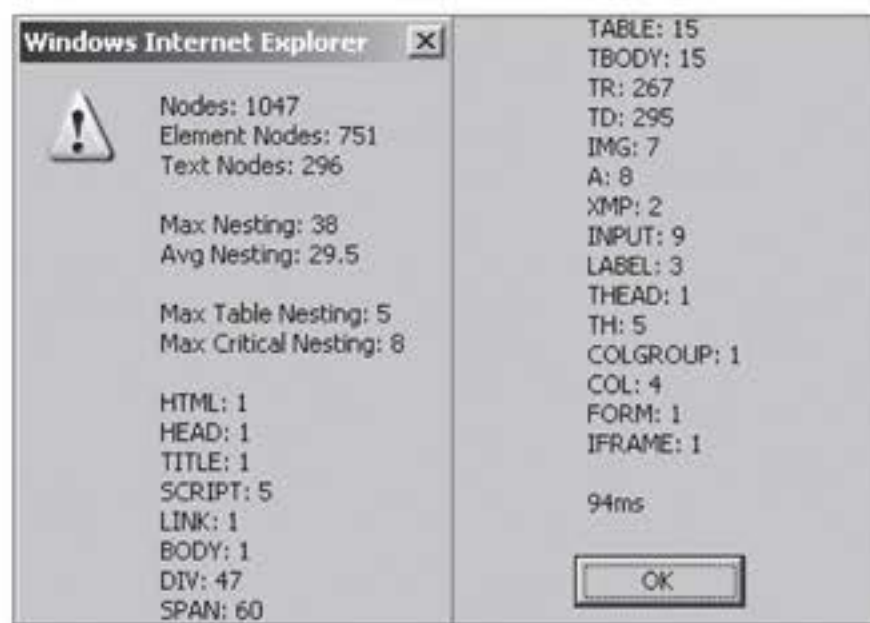 Windows Internet Explorer
Nodes: 1047
Element Nodes: 751
Text Nodes: 296
Max Nesting: 38
Avg Nesting: 29.5
Max Table Nesting: 5
Max Critical Nesting: 8
HTML: 1
HEAD: 1
TITLE: 1
SCRIPT: 5
LINK: 1
BODY: 1
DIV: 47
SPAN: 60
TABLE: 15
TBODY: 15
TR: 267
TD: 295
IMG: 7
A: 8
XMP: 2
INPUT: 9
LABEL: 3
THEAD: 1
TH: 5
COLGROUP: 1
COL: 4
FORM: 1
IFRAME: 1
94ms
OK